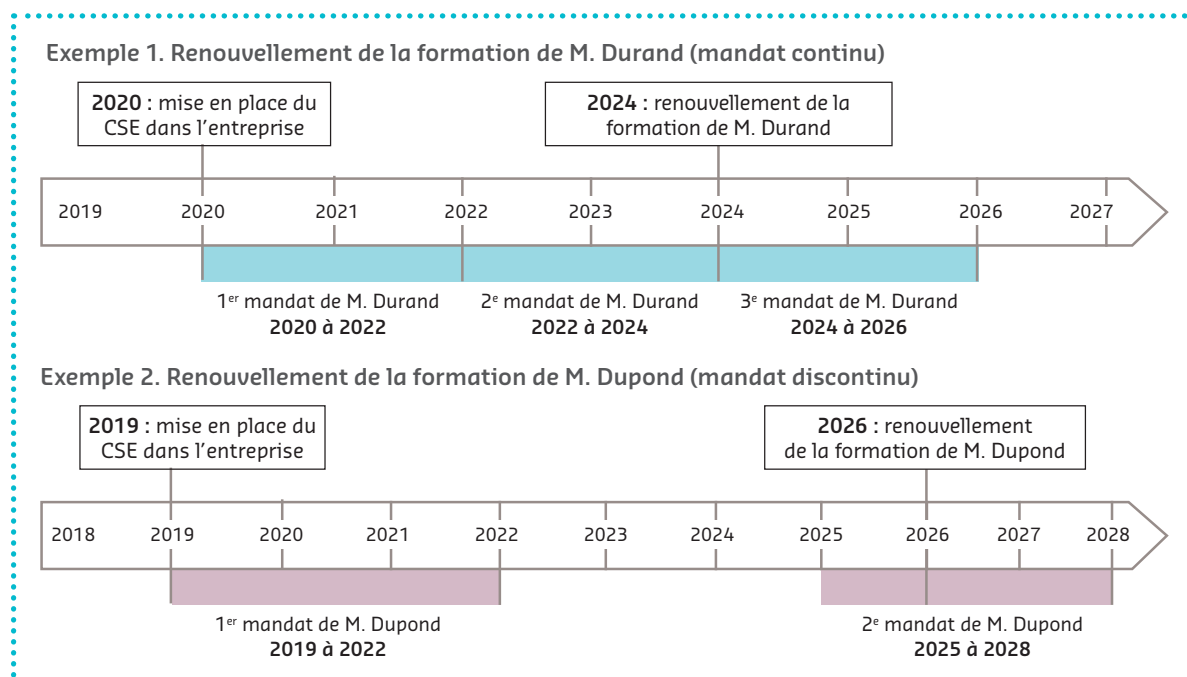 Exemple 1. Renouvellement de la formation de M. Durand (mandat continu)
2020 : mise en place du
CSE dans l'entreprise
2024 : renouvellement de la
formation de M. Durand
2019 2020 2021 2022 2023 2024 2025 2026 2027
1er mandat de M. Durand
2020 à 2022
2e mandat de M. Durand
2022 à 2024
3e mandat de M. Durand
2024 à 2026
Exemple 2. Renouvellement de la formation de M. Dupond (mandat discontinu)
2019 : mise en place du
CSE dans l'entreprise
2026 : renouvellement
de la formation de M. Dupond
2018 2019 2020 2021 2022 2023 2024 2025 2026 2027 2028
1er mandat de M. Dupond
2019 à 2022
2e mandat de M. Dupond
2025 à 2028